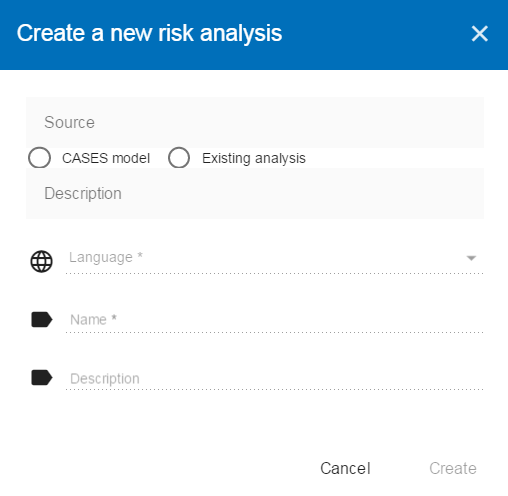 Create a new risk analysis
Source
CASES model Existing analysis
Description
Language *
Name *
Description
Cancel Create